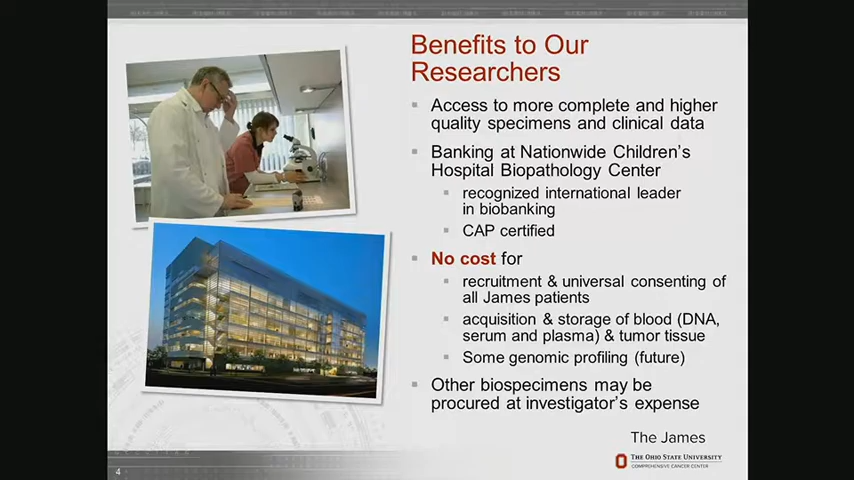 Benefits to Our
Researchers
Access to more complete and higher
quality specimens and clinical data
Banking at Nationwide Children's
Hospital Biopathology Center
recognized international leader
in biobanking
CAP certified
No cost for
recruitment & universal consenting of
all James patients
acquisition & storage of blood (DNA,
serum and plasma) & tumor tissue
Some genomic profiling (future)
Other biospecimens may be
procured at investigator's expense
The James
THE OHIO STATE UNIVERSITY
COMPREHENSIVE CANCER CENTER
4